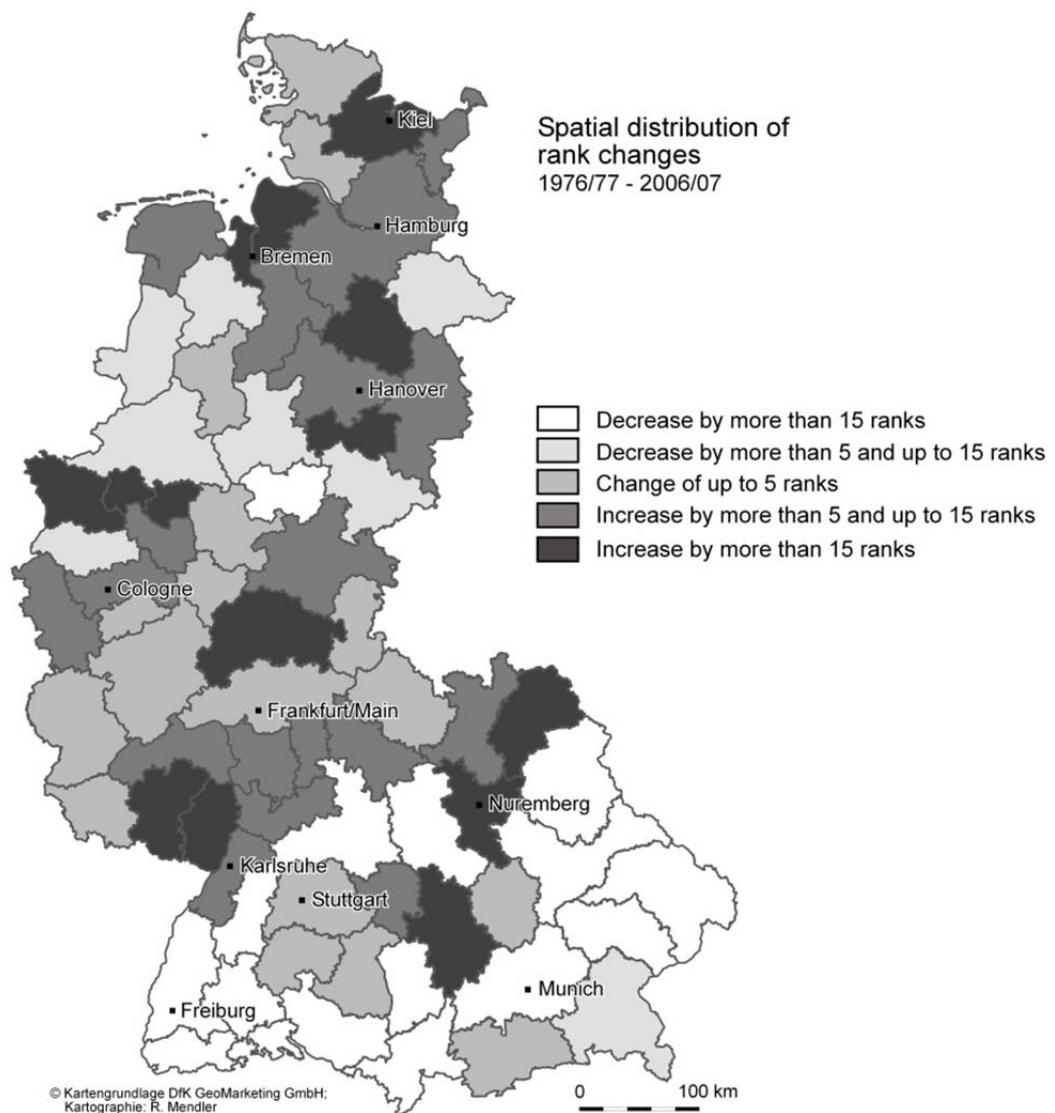 Spatial distribution of
rank changes
1976/77 - 2006/07
Kiel
Hamburg
Bremen
Hanover
Decrease by more than 15 ranks
Decrease by more than 5 and up to 15 ranks
Change of up to 5 ranks
Increase by more than 5 and up to 15 ranks
Increase by more than 15 ranks
Cologne
Frankfurt/Main
Nuremberg
Karlsruhe
Stuttgart
Munich
Freiburg
© Kartengrundlage DfK GeoMarketing GmbH;
Kartographie: R. Mendler
0 100 km